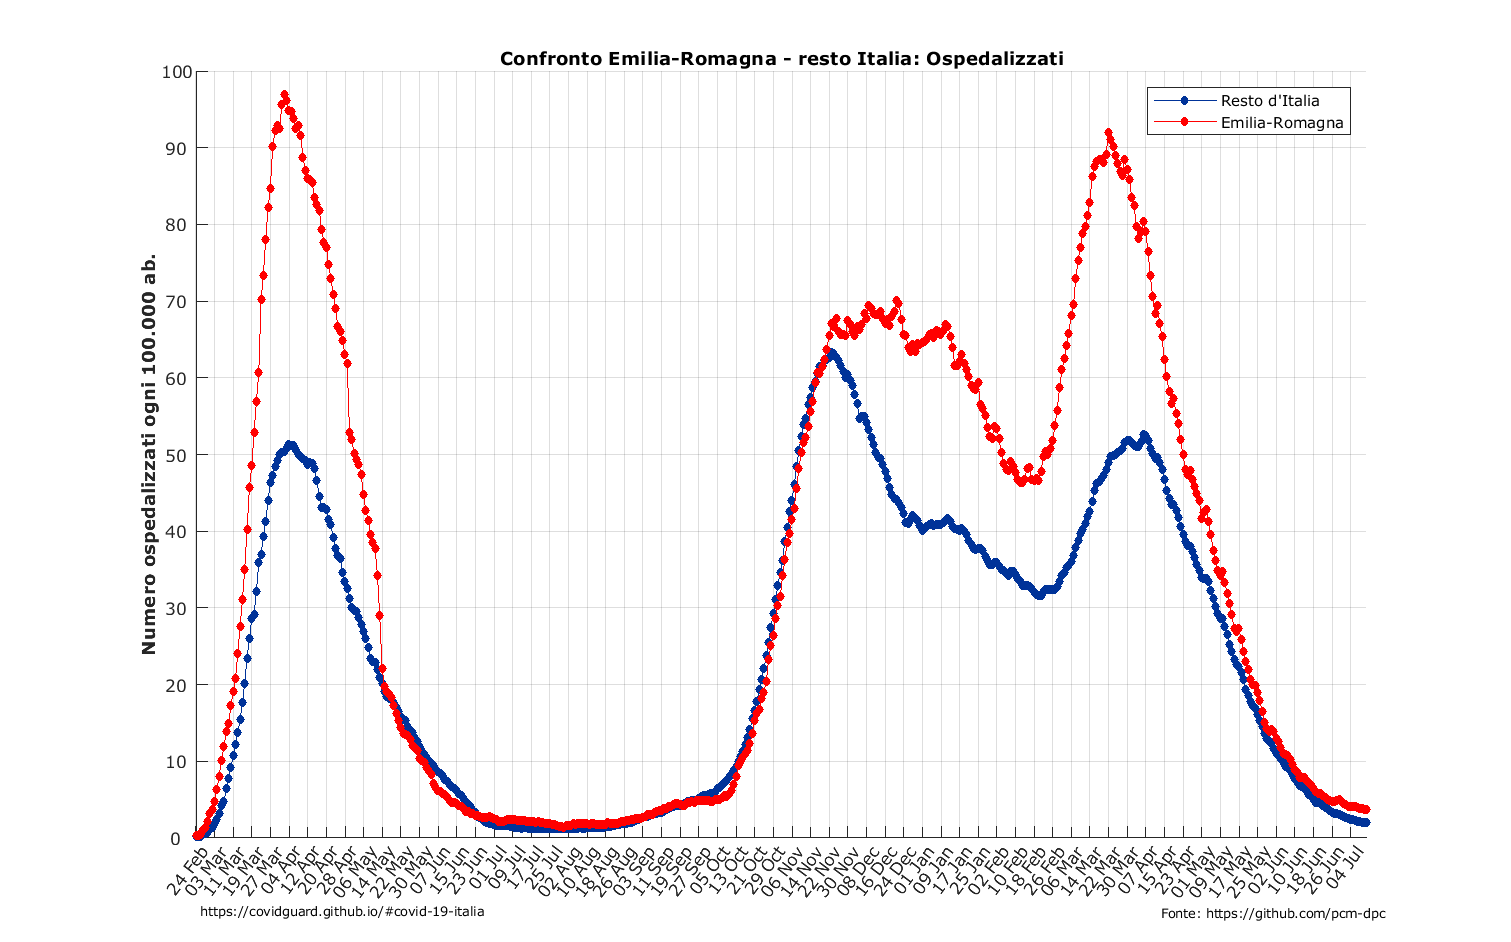 Confronto Emilia-Romagna - resto Italia: Ospedalizzati
Numero ospedalizzati ogni 100.000 ab.
100
90
80
70
60
50
40
30
20
10
0
Resto d'Italia
Emilia-Romagna
24 Feb
03 Mar
11 Mar
19 Mar
27 Mar
04 Apr
12 Apr
20 Apr
28 Apr
06 May
14 May
22 May
30 May
07 Jun
15 Jun
23 Jun
01 Jul
09 Jul
17 Jul
25 Jul
02 Aug
10 Aug
18 Aug
26 Aug
03 Sep
11 Sep
19 Sep
27 Sep
05 Oct
13 Oct
21 Oct
29 Oct
06 Nov
14 Nov
22 Nov
30 Nov
08 Dec
16 Dec
24 Dec
01 Jan
09 Jan
17 Jan
25 Jan
02 Feb
10 Feb
18 Feb
26 Feb
06 Mar
14 Mar
22 Mar
30 Mar
07 Apr
15 Apr
23 Apr
01 May
09 May
17 May
25 May
02 Jun
10 Jun
18 Jun
26 Jun
04 Jul
https://covidguard.github.io/#covid-19-italia
Fonte: https://github.com/pcm-dpc